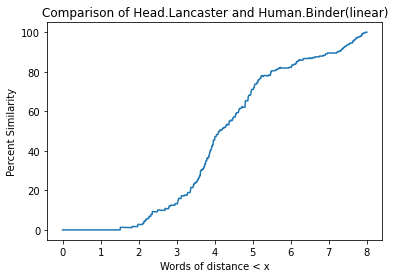 Comparison of Head.Lancaster and Human.Binder(linear)
100
80
60
40
20
0
Percent Similarity
0 1 2 3 4 5 6 7 8
Words of distance < x